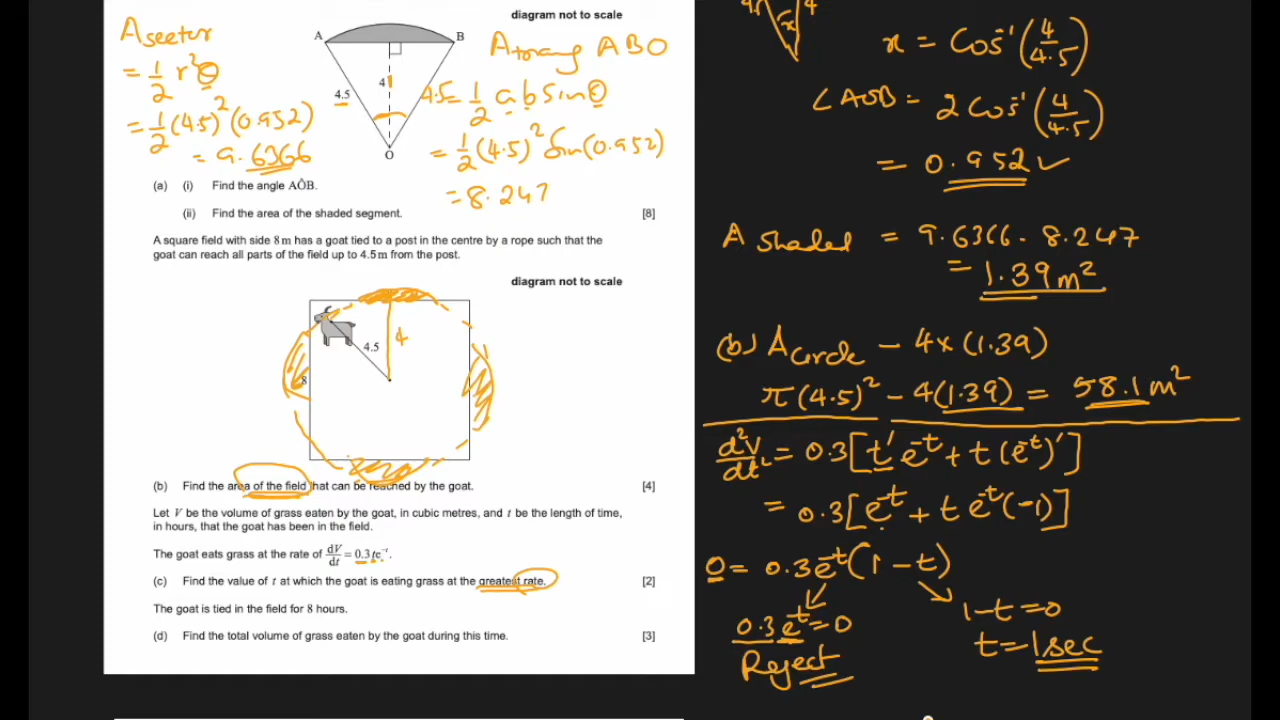 diagram not to scale
A sector
= 1/2 r²θ
= 1/2 (4.5)² (0.952)
= 9.6366
A
B
4
4.5
O
A triang ABO
4.5 = 1/2 ab Sinθ
= 1/2 (4.5)² Sin(0.952)
= 8.247
(a) (i) Find the angle AÔB.
(ii) Find the area of the shaded segment. [8]
A square field with side 8 m has a goat tied to a post in the centre by a rope such that the
goat can reach all parts of the field up to 4.5 m from the post.
diagram not to scale
4.5
4
8
(b) Find the area of the field that can be reached by the goat. [4]
Let V be the volume of grass eaten by the goat, in cubic metres, and t be the length of time,
in hours, that the goat has been in the field.
The goat eats grass at the rate of dV/dt = 0.3te⁻ᵗ.
(c) Find the value of t at which the goat is eating grass at the greatest rate. [2]
The goat is tied in the field for 8 hours.
(d) Find the total volume of grass eaten by the goat during this time. [3]
x
4
x = Cos⁻¹(4/4.5)
∠AOB = 2 Cos⁻¹(4/4.5)
= 0.952 ✓
A shaded = 9.6366 - 8.247
= 1.39 m²
(b) A circle - 4 × (1.39)
π(4.5)² - 4(1.39) = 58.1 m²
d²V/dt² = 0.3[t' e⁻ᵗ + t (e⁻ᵗ)']
= 0.3[e⁻ᵗ + t e⁻ᵗ(-1)]
0 = 0.3e⁻ᵗ(1 - t)
0.3 e⁻ᵗ = 0
Reject
1-t = 0
t = 1 sec